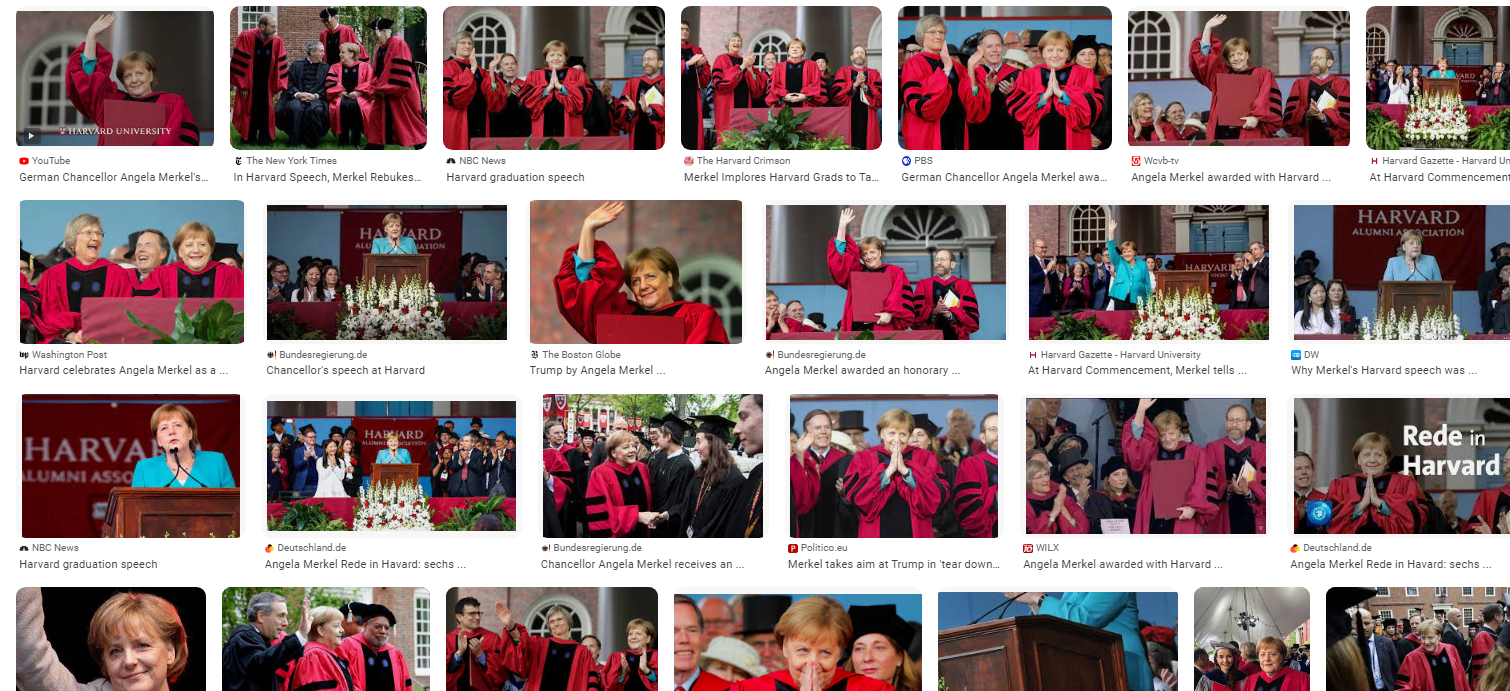 HARVARD UNIVERSITY
YouTube
German Chancellor Angela Merkel's...
The New York Times
In Harvard Speech, Merkel Rebukes...
NBC News
Harvard graduation speech
The Harvard Crimson
Merkel Implores Harvard Grads to Ta...
PBS
German Chancellor Angela Merkel awa...
Wcvb-tv
Angela Merkel awarded with Harvard ...
Harvard Gazette - Harvard Un
At Harvard Commencement
HARVARD
ALUMNI ASSOCIATION
HARVARD
HARVARD
ALUMNI ASSOCIATION
Washington Post
Harvard celebrates Angela Merkel as a ...
Bundesregierung.de
Chancellor's speech at Harvard
The Boston Globe
Trump by Angela Merkel ...
Bundesregierung.de
Angela Merkel awarded an honorary ...
Harvard Gazette - Harvard University
At Harvard Commencement, Merkel tells ...
DW
Why Merkel's Harvard speech was ...
HARVA
ALUMNI ASSOC
HARVARD
ALUMNI ASSOCIATION
Rede in
Harvard
NBC News
Harvard graduation speech
Deutschland.de
Angela Merkel Rede in Havard: sechs ...
Bundesregierung.de
Chancellor Angela Merkel receives an ...
Politico.eu
Merkel takes aim at Trump in 'tear down...
WILX
Angela Merkel awarded with Harvard ...
Deutschland.de
Angela Merkel Rede in Havard: sechs ...